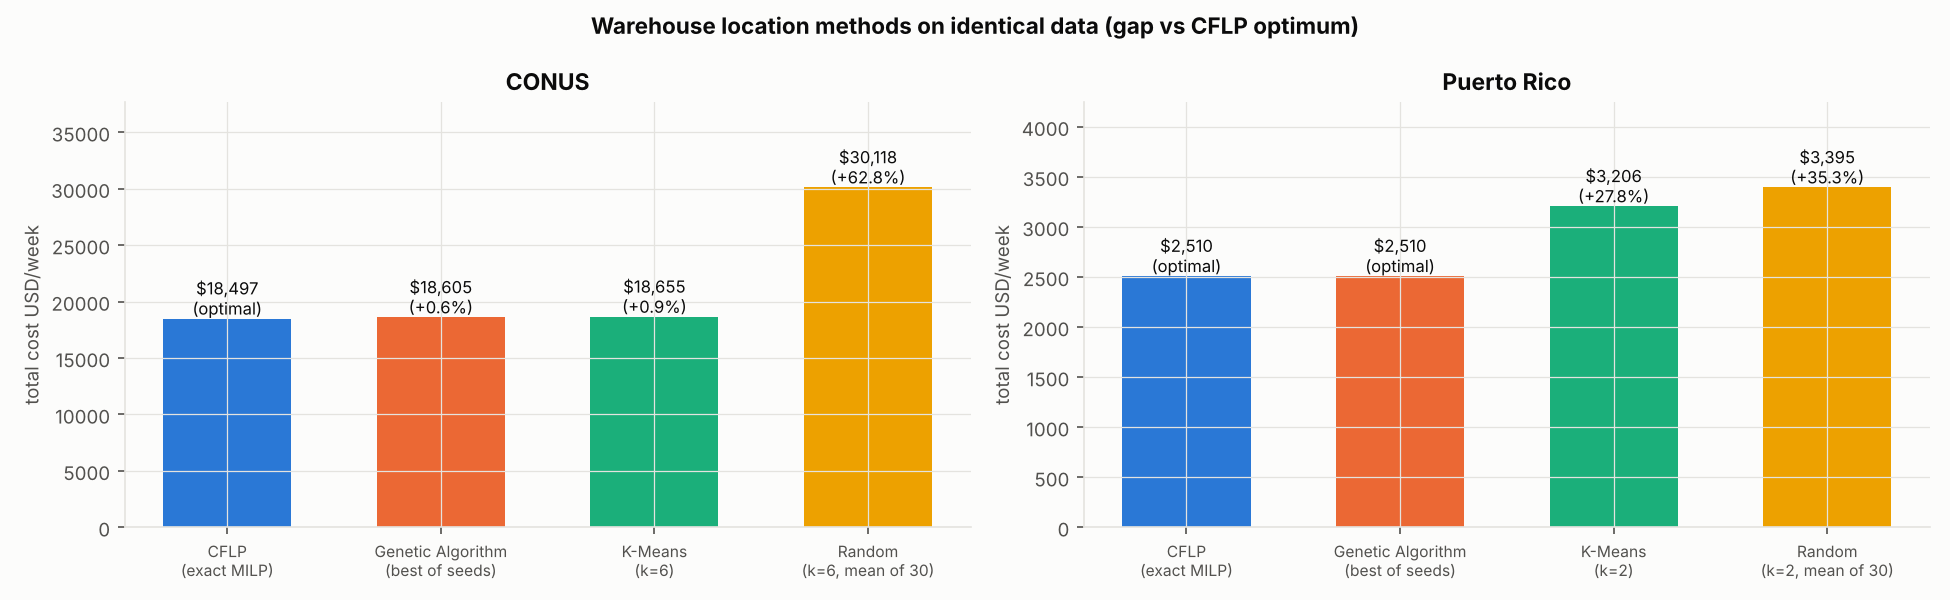 Warehouse location methods on identical data (gap vs CFLP optimum)
CONUS
total cost USD/week
35000
30000
25000
20000
15000
10000
5000
0
$18,497
(optimal)
$18,605
(+0.6%)
$18,655
(+0.9%)
$30,118
(+62.8%)
CFLP
(exact MILP)
Genetic Algorithm
(best of seeds)
K-Means
(k=6)
Random
(k=6, mean of 30)
Puerto Rico
total cost USD/week
4000
3500
3000
2500
2000
1500
1000
500
0
$2,510
(optimal)
$2,510
(optimal)
$3,206
(+27.8%)
$3,395
(+35.3%)
CFLP
(exact MILP)
Genetic Algorithm
(best of seeds)
K-Means
(k=2)
Random
(k=2, mean of 30)